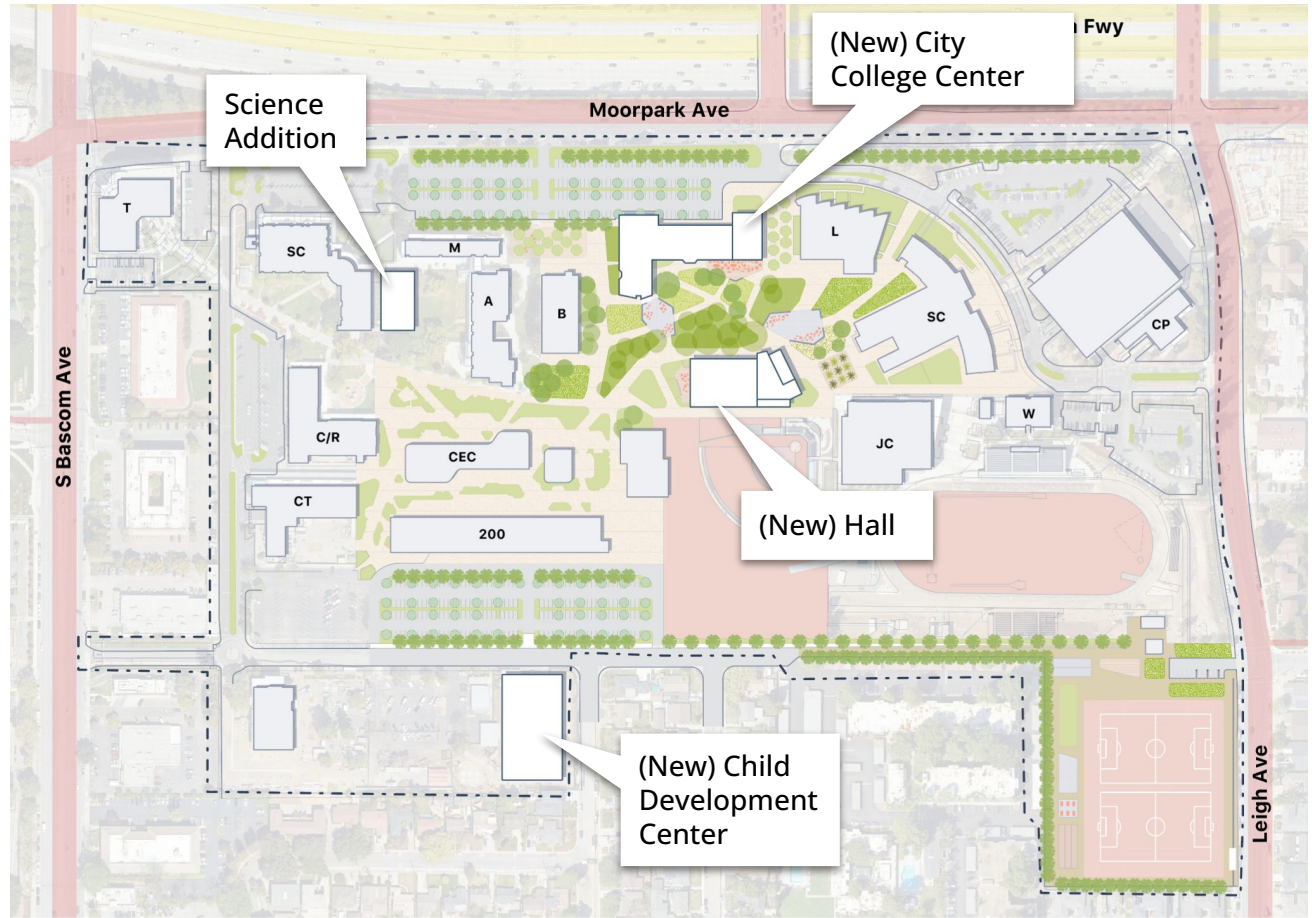 (New) City
College Center
Fwy
Science
Addition
Moorpark Ave
T
SC
M
L
A
B
SC
CP
S Bascom Ave
C/R
CEC
JC
W
CT
200
(New) Hall
(New) Child
Development
Center
Leigh Ave